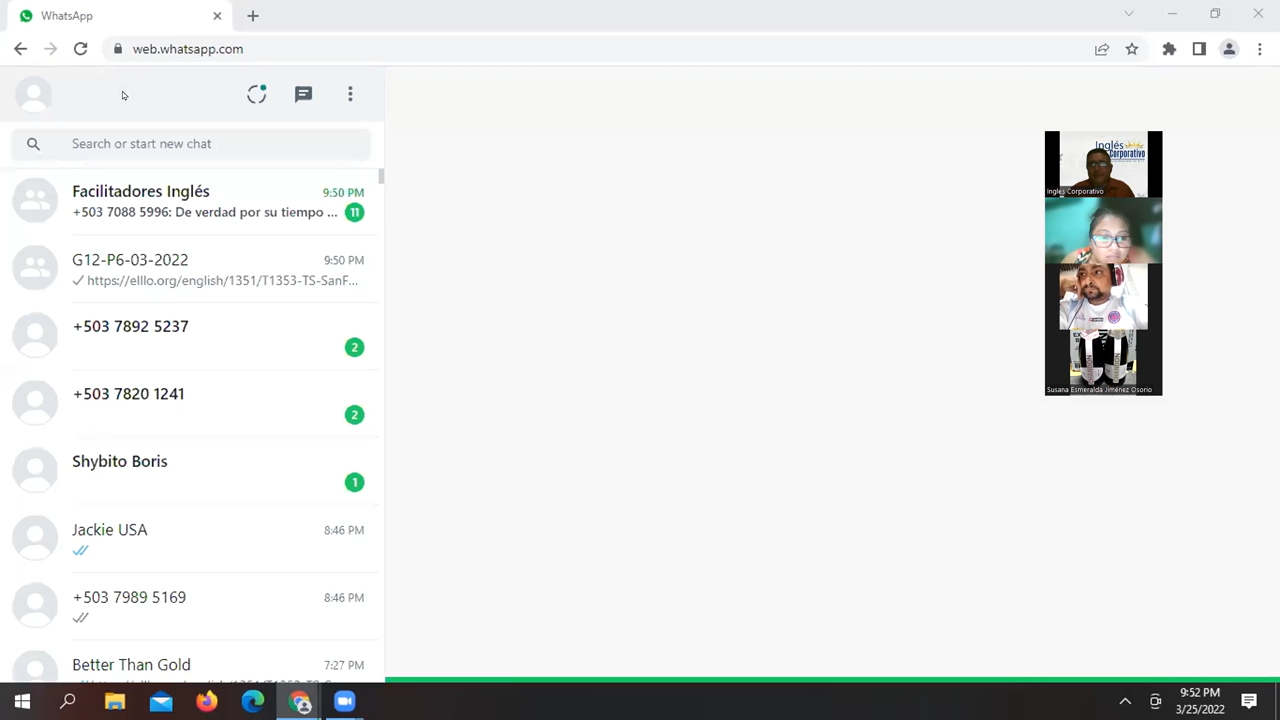 WhatsApp
web.whatsapp.com
Search or start new chat
Facilitadores Inglés 9:50 PM
+503 7088 5996: De verdad por su tiempo ... 11
G12-P6-03-2022 9:50 PM
https://elllo.org/english/1351/T1353-TS-SanF...
+503 7892 5237
2
+503 7820 1241
2
Shybito Boris
1
Jackie USA 8:46 PM
+503 7989 5169 8:46 PM
Better Than Gold 7:27 PM
Inglés
Corporativo
Inglés Corporativo
Susana Esmeralda Jiménez Osorio
9:52 PM
3/25/2022